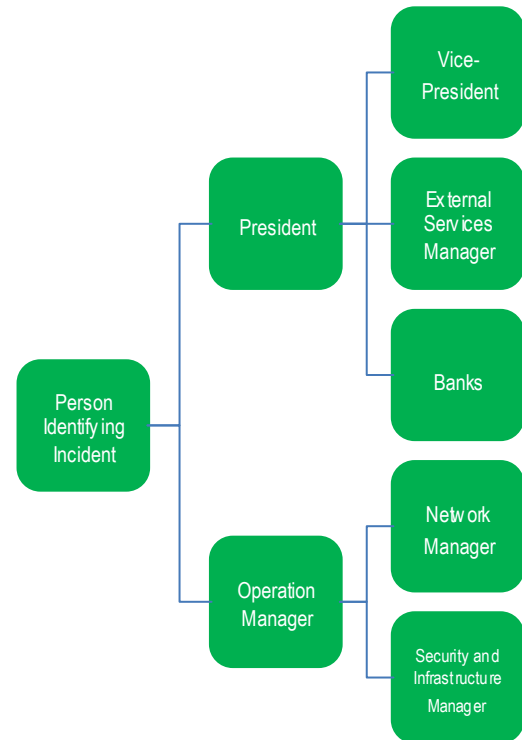 Vice-
President
President
External
Services
Manager
Banks
Person
Identifying
Incident
Network
Manager
Operation
Manager
Security and
Infrastructure
Manager